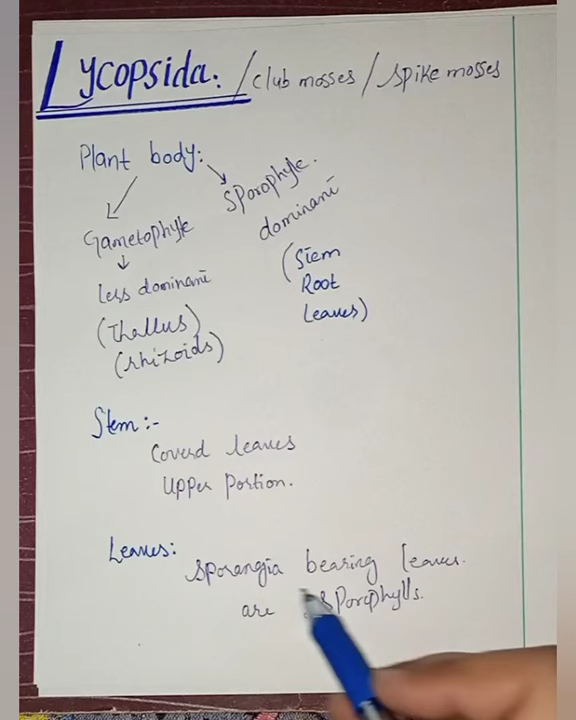 Lycopsida. / club mosses / spike mosses
Plant body:
Gametophyte
Less dominant
(Thallus)
(rhizoids)
Sporophyte.
dominant
(Stem
Root
Leaves)
Stem :-
Coverd leaves
Upper Portion.
Leaves:
Sporangia bearing leaves.
are Sporophylls.